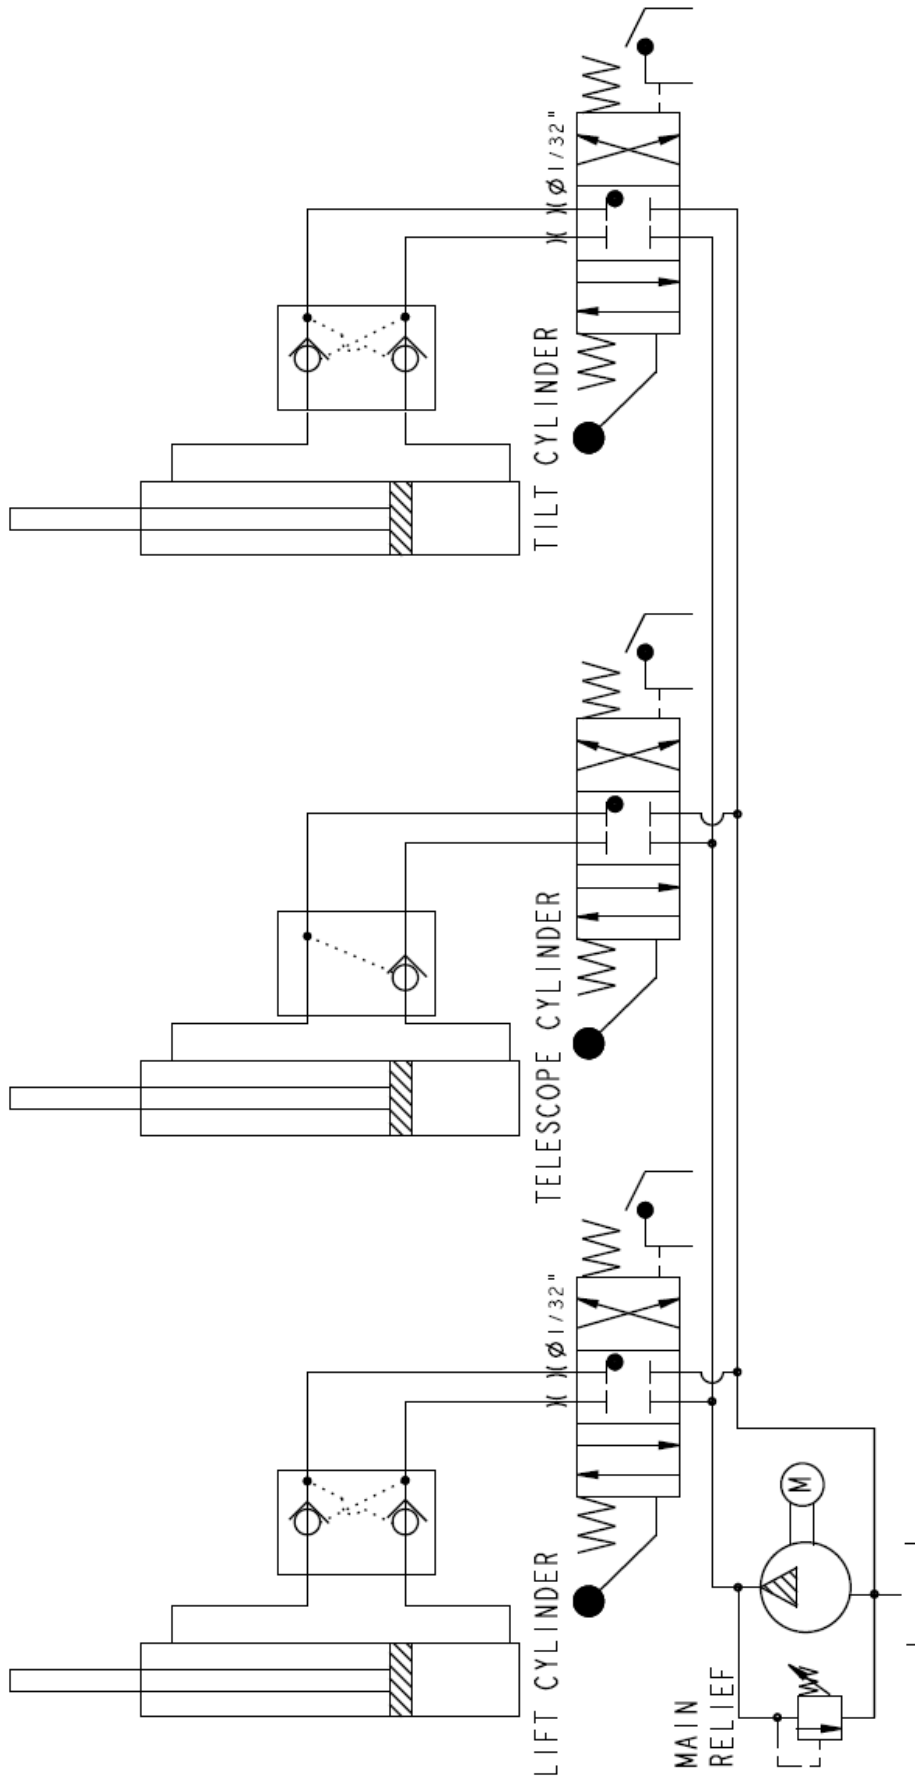 LIFT CYLINDER
Ø1/32"
TELESCOPE CYLINDER
TILT CYLINDER
Ø1/32"
MAIN
RELIEF
M